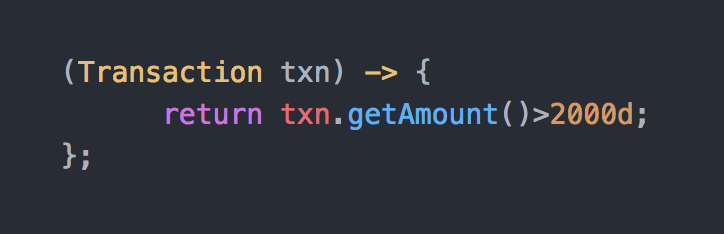 (Transaction txn) -> {
return txn.getAmount()>2000d;
};